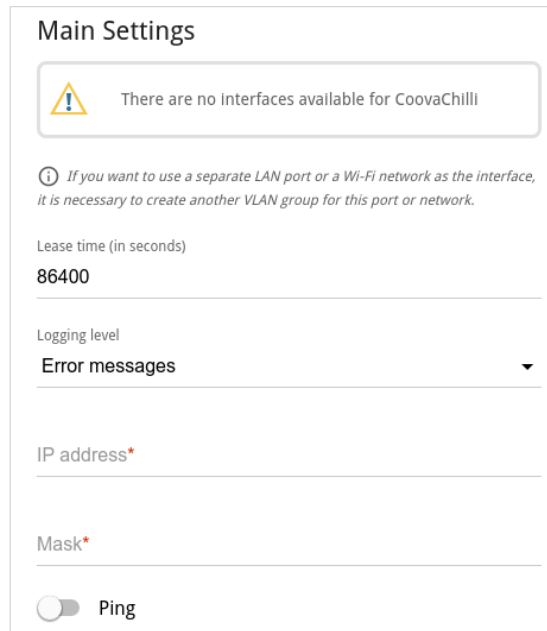 Main Settings
There are no interfaces available for CoovaChilli
If you want to use a separate LAN port or a Wi-Fi network as the interface,
it is necessary to create another VLAN group for this port or network.
Lease time (in seconds)
86400
Logging level
Error messages
IP address*
Mask*
Ping